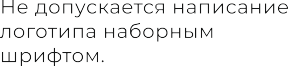 Не допускается написание
логотипа наборным
шрифтом.